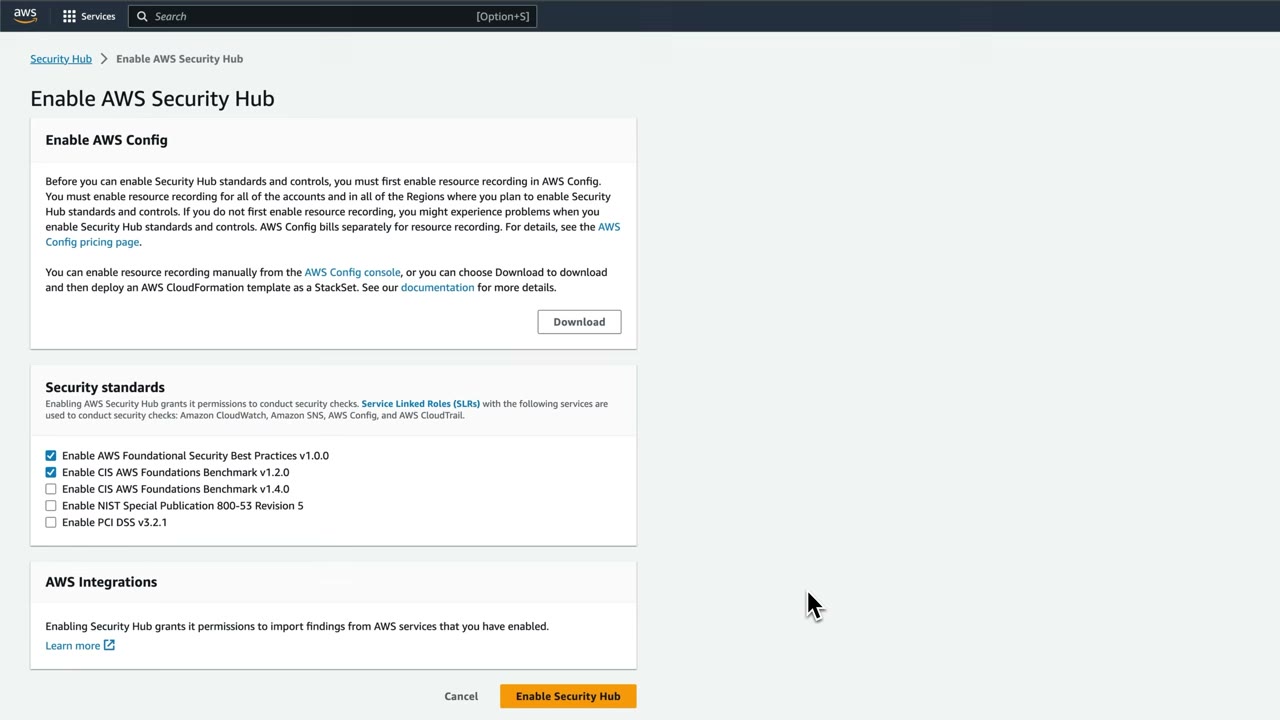 aws
Services
Search
[Option+S]
Security Hub
Enable AWS Security Hub
Enable AWS Security Hub
Enable AWS Config
Before you can enable Security Hub standards and controls, you must first enable resource recording in AWS Config.
You must enable resource recording for all of the accounts and in all of the Regions where you plan to enable Security
Hub standards and controls. If you do not first enable resource recording, you might experience problems when you
enable Security Hub standards and controls. AWS Config bills separately for resource recording. For details, see the AWS
Config pricing page.
You can enable resource recording manually from the AWS Config console, or you can choose Download to download
and then deploy an AWS CloudFormation template as a StackSet. See our documentation for more details.
Download
Security standards
Enabling AWS Security Hub grants it permissions to conduct security checks. Service Linked Roles (SLRs) with the following services are
used to conduct security checks: Amazon CloudWatch, Amazon SNS, AWS Config, and AWS CloudTrail.
Enable AWS Foundational Security Best Practices v1.0.0
Enable CIS AWS Foundations Benchmark v1.2.0
Enable CIS AWS Foundations Benchmark v1.4.0
Enable NIST Special Publication 800-53 Revision 5
Enable PCI DSS v3.2.1
AWS Integrations
Enabling Security Hub grants it permissions to import findings from AWS services that you have enabled.
Learn more
Cancel
Enable Security Hub